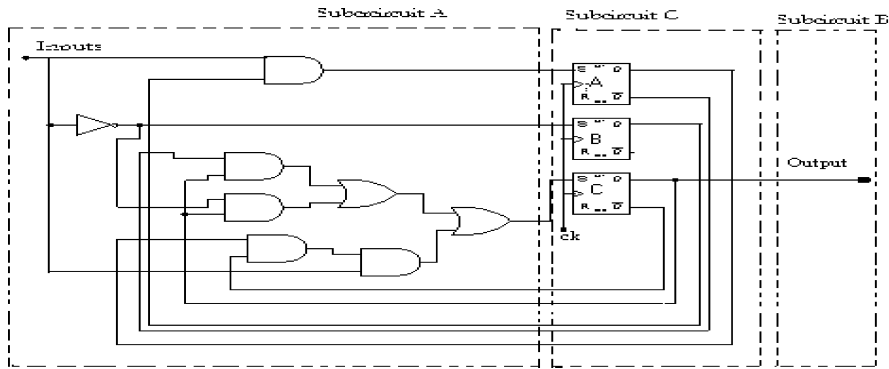 Subcircuit A
Subcircuit C
Subcircuit B
Inputs
A
R
B
R
Output
C
R
ck